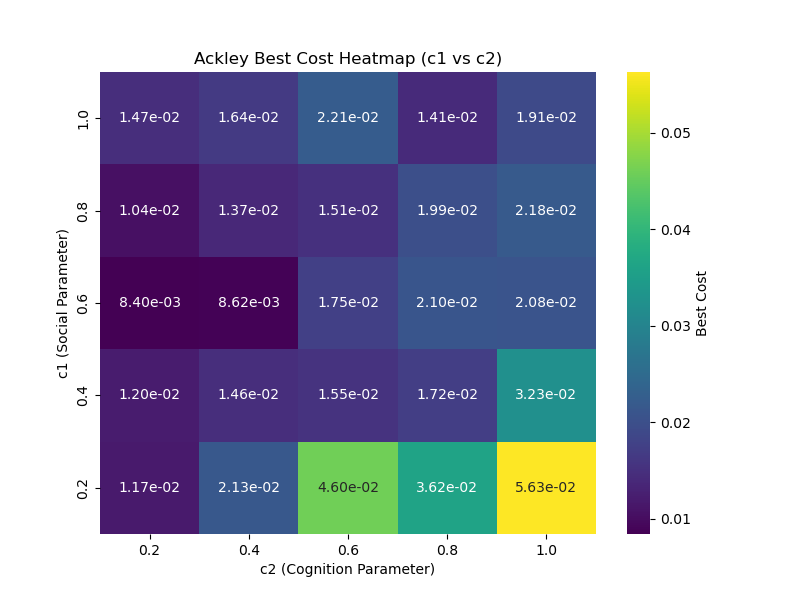 Ackley Best Cost Heatmap (c1 vs c2)
c1 (Social Parameter)
1.0 1.47e-02 1.64e-02 2.21e-02 1.41e-02 1.91e-02
0.8 1.04e-02 1.37e-02 1.51e-02 1.99e-02 2.18e-02
0.6 8.40e-03 8.62e-03 1.75e-02 2.10e-02 2.08e-02
0.4 1.20e-02 1.46e-02 1.55e-02 1.72e-02 3.23e-02
0.2 1.17e-02 2.13e-02 4.60e-02 3.62e-02 5.63e-02
0.2 0.4 0.6 0.8 1.0
c2 (Cognition Parameter)
0.05
0.04
0.03
0.02
0.01
Best Cost